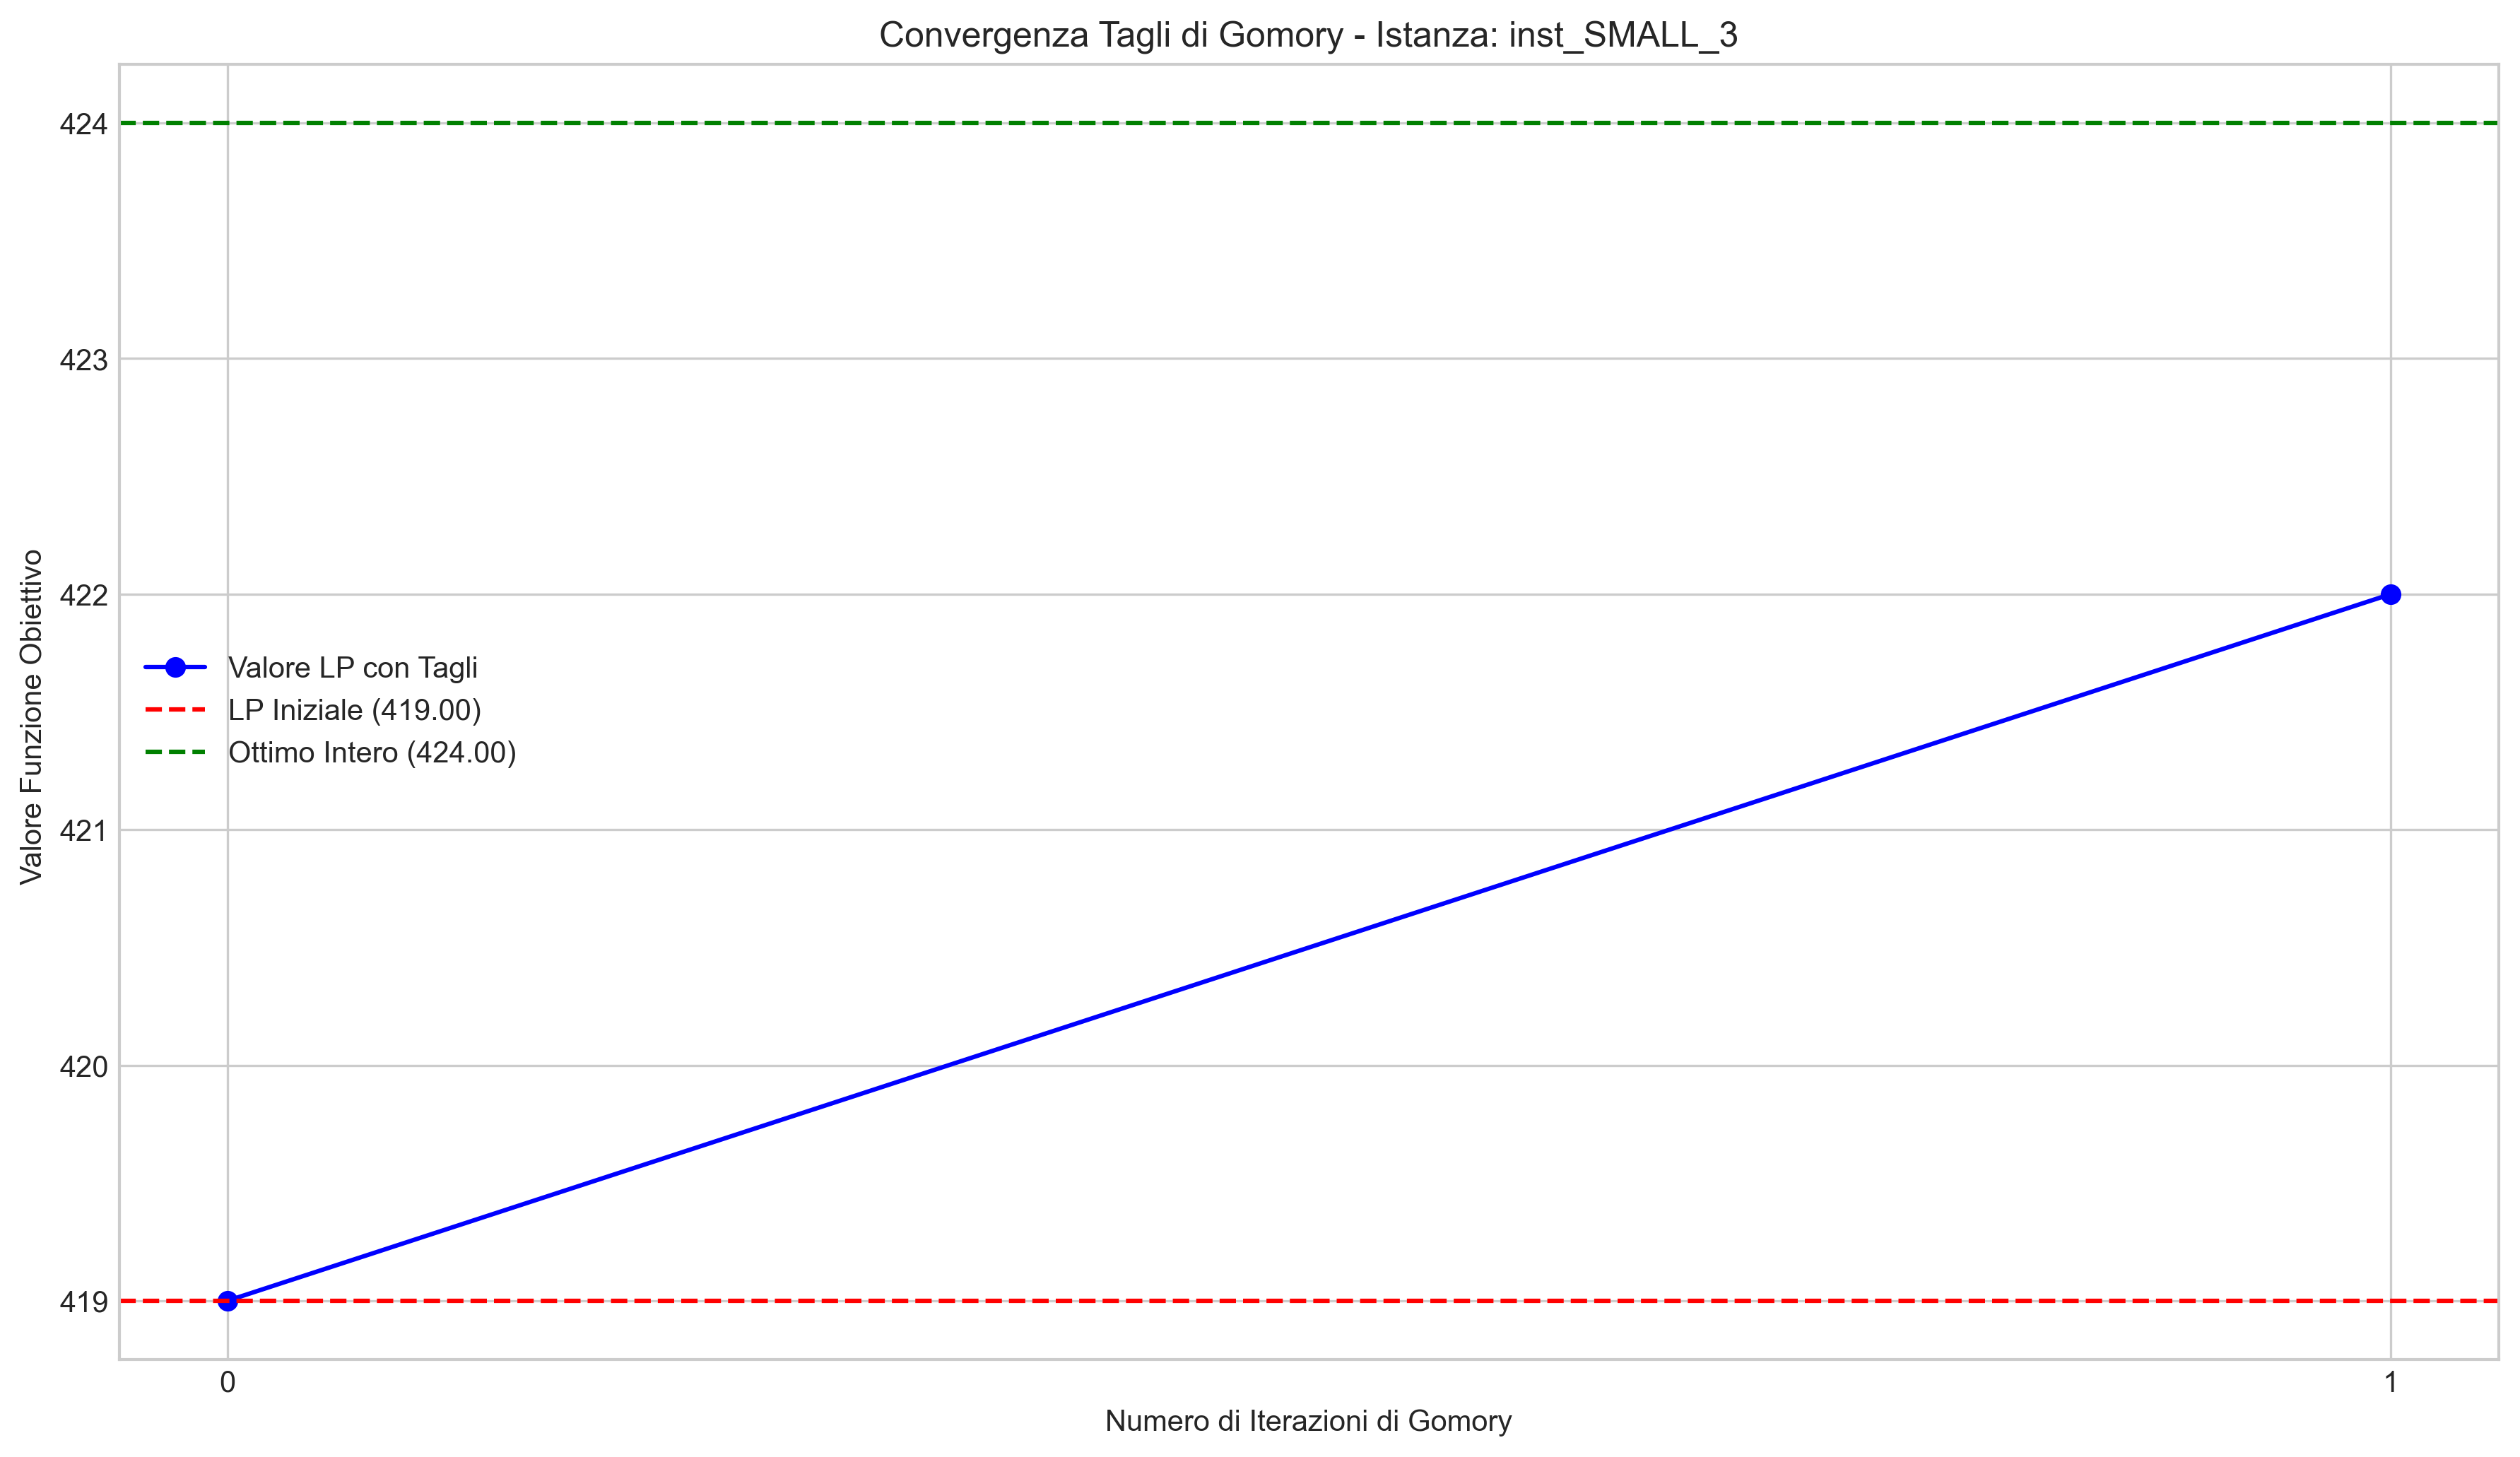 Convergenza Tagli di Gomory - Istanza: inst_SMALL_3
424
423
422
421
420
419
Valore Funzione Obiettivo
Valore LP con Tagli
LP Iniziale (419.00)
Ottimo Intero (424.00)
0
1
Numero di Iterazioni di Gomory